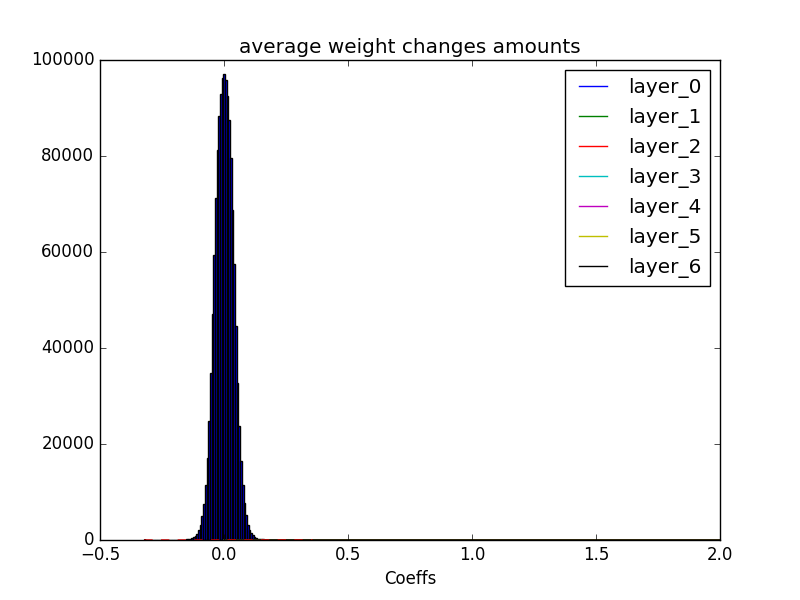 average weight changes amounts
100000
80000
60000
40000
20000
0
−0.5
0.0
0.5
1.0
1.5
2.0
Coeffs
layer_0
layer_1
layer_2
layer_3
layer_4
layer_5
layer_6